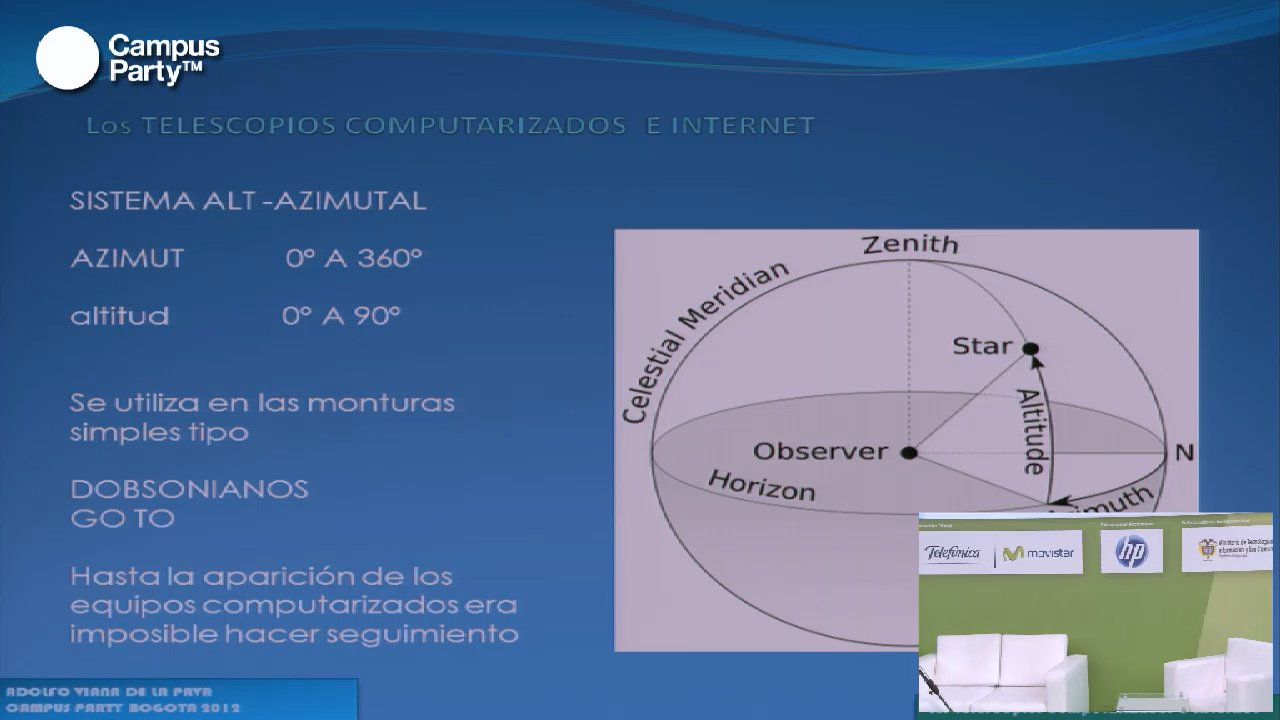 Campus
Party™
Los TELESCOPIOS COMPUTARIZADOS E INTERNET
SISTEMA ALT -AZIMUTAL
AZIMUT 0° A 360°
altitud 0° A 90°
Se utiliza en las monturas
simples tipo
DOBSONIANOS
GO TO
Hasta la aparición de los
equipos computarizados era
imposible hacer seguimiento
Zenith
Celestial Meridian
Star
Altitude
Observer
N
Horizon
Telefónica
movistar
hp
ADOLFO VIANA DE LA PAVA
CAMPUS PARTY BOGOTA 2012